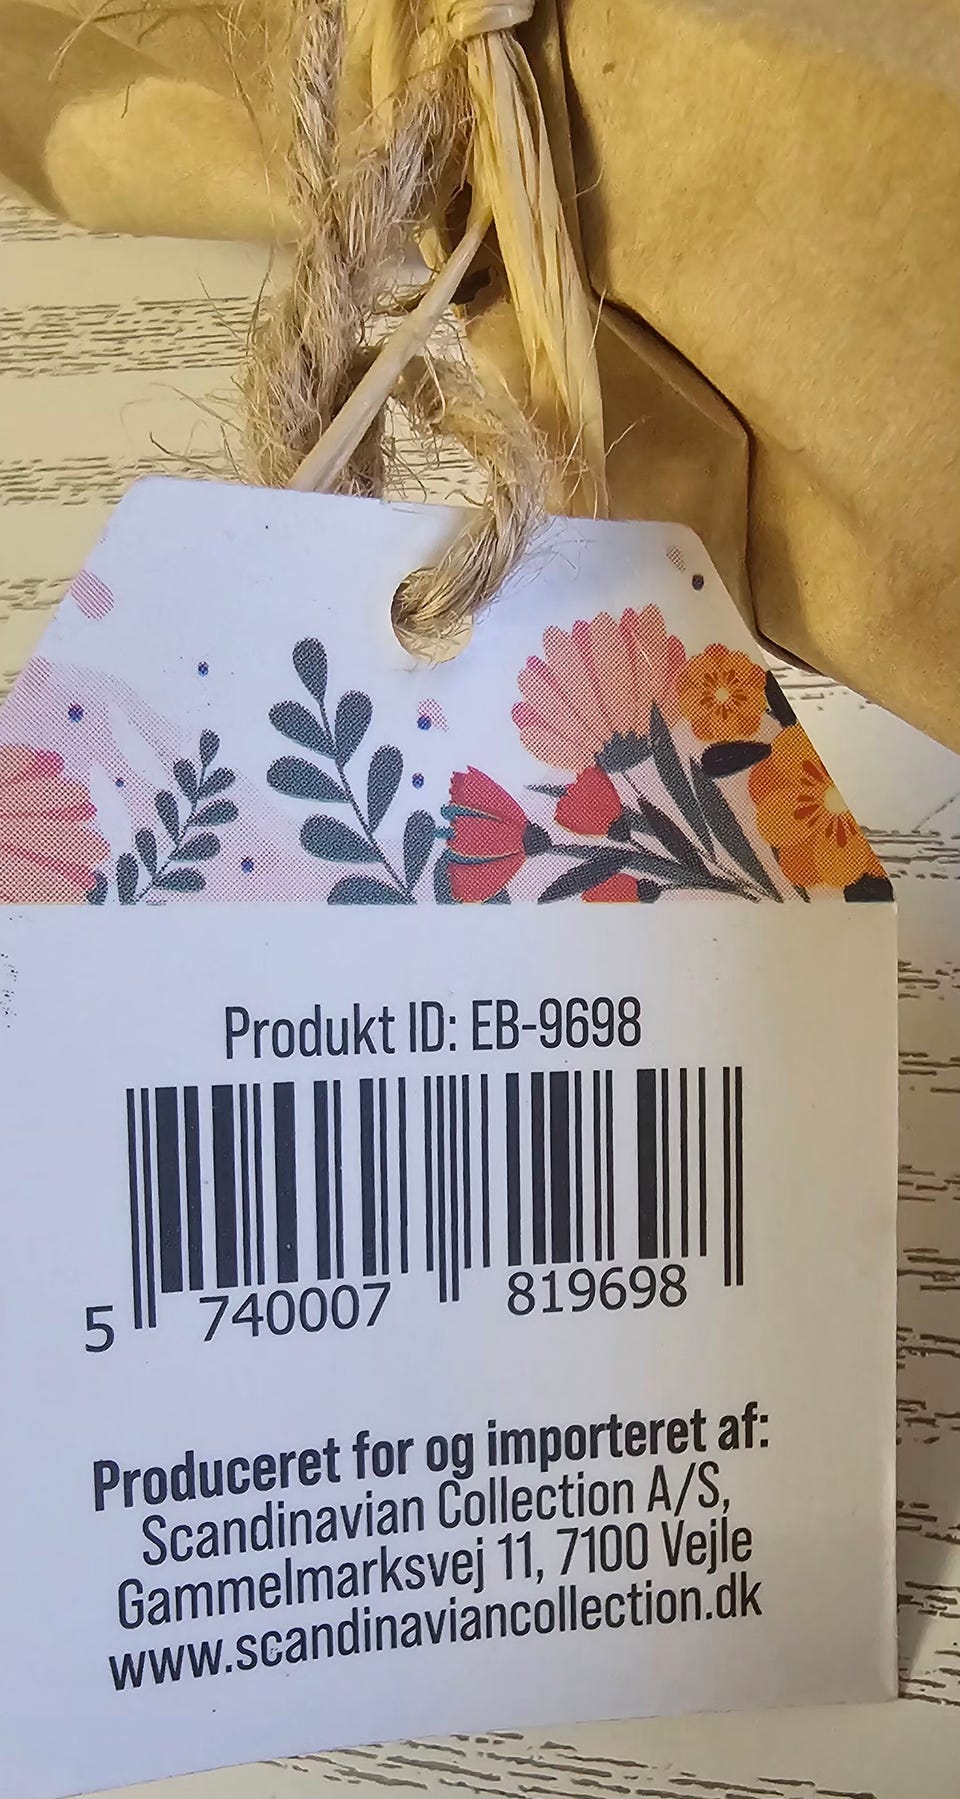 Produkt ID: EB-9698
5 740007 819698
Produceret for og importeret af:
Scandinavian Collection A/S,
Gammelmarksvej 11, 7100 Vejle
www.scandinaviancollection.dk